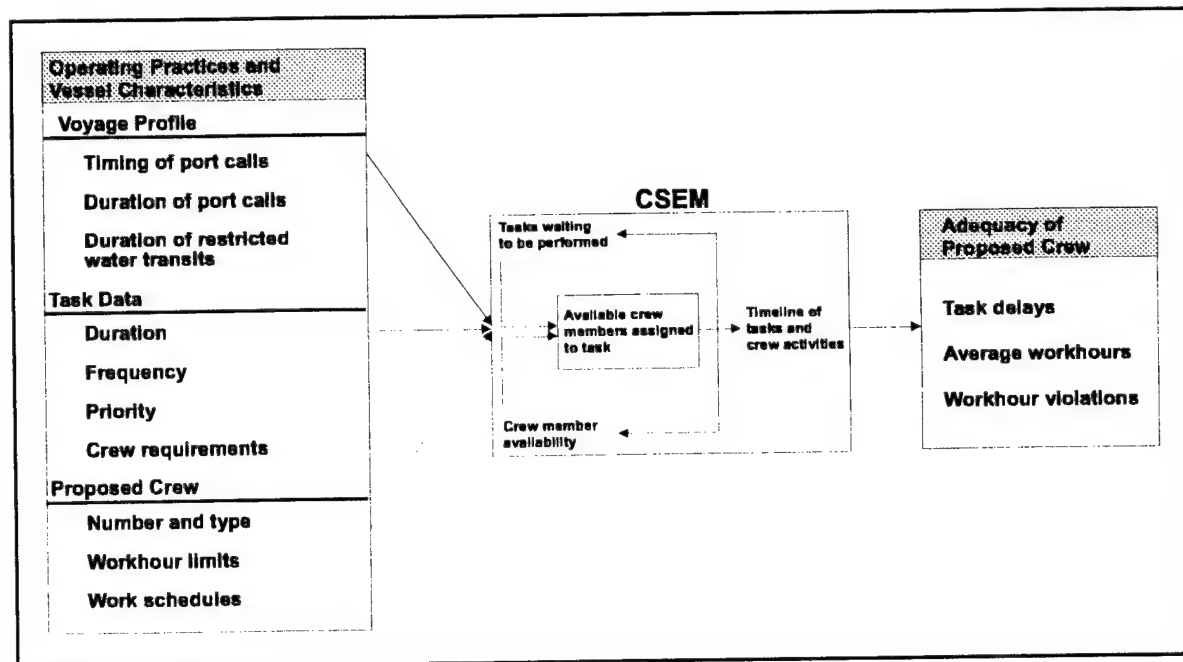 Operating Practices and
Vessel Characteristics
Voyage Profile
Timing of port calls
Duration of port calls
Duration of restricted
water transits
Task Data
Duration
Frequency
Priority
Crew requirements
Proposed Crew
Number and type
Workhour limits
Work schedules
CSEM
Tasks waiting
to be performed
Available crew
members assigned
to task
Timeline of
tasks and
crew activities
Crew member
availability
Adequacy of
Proposed Crew
Task delays
Average workhours
Workhour violations